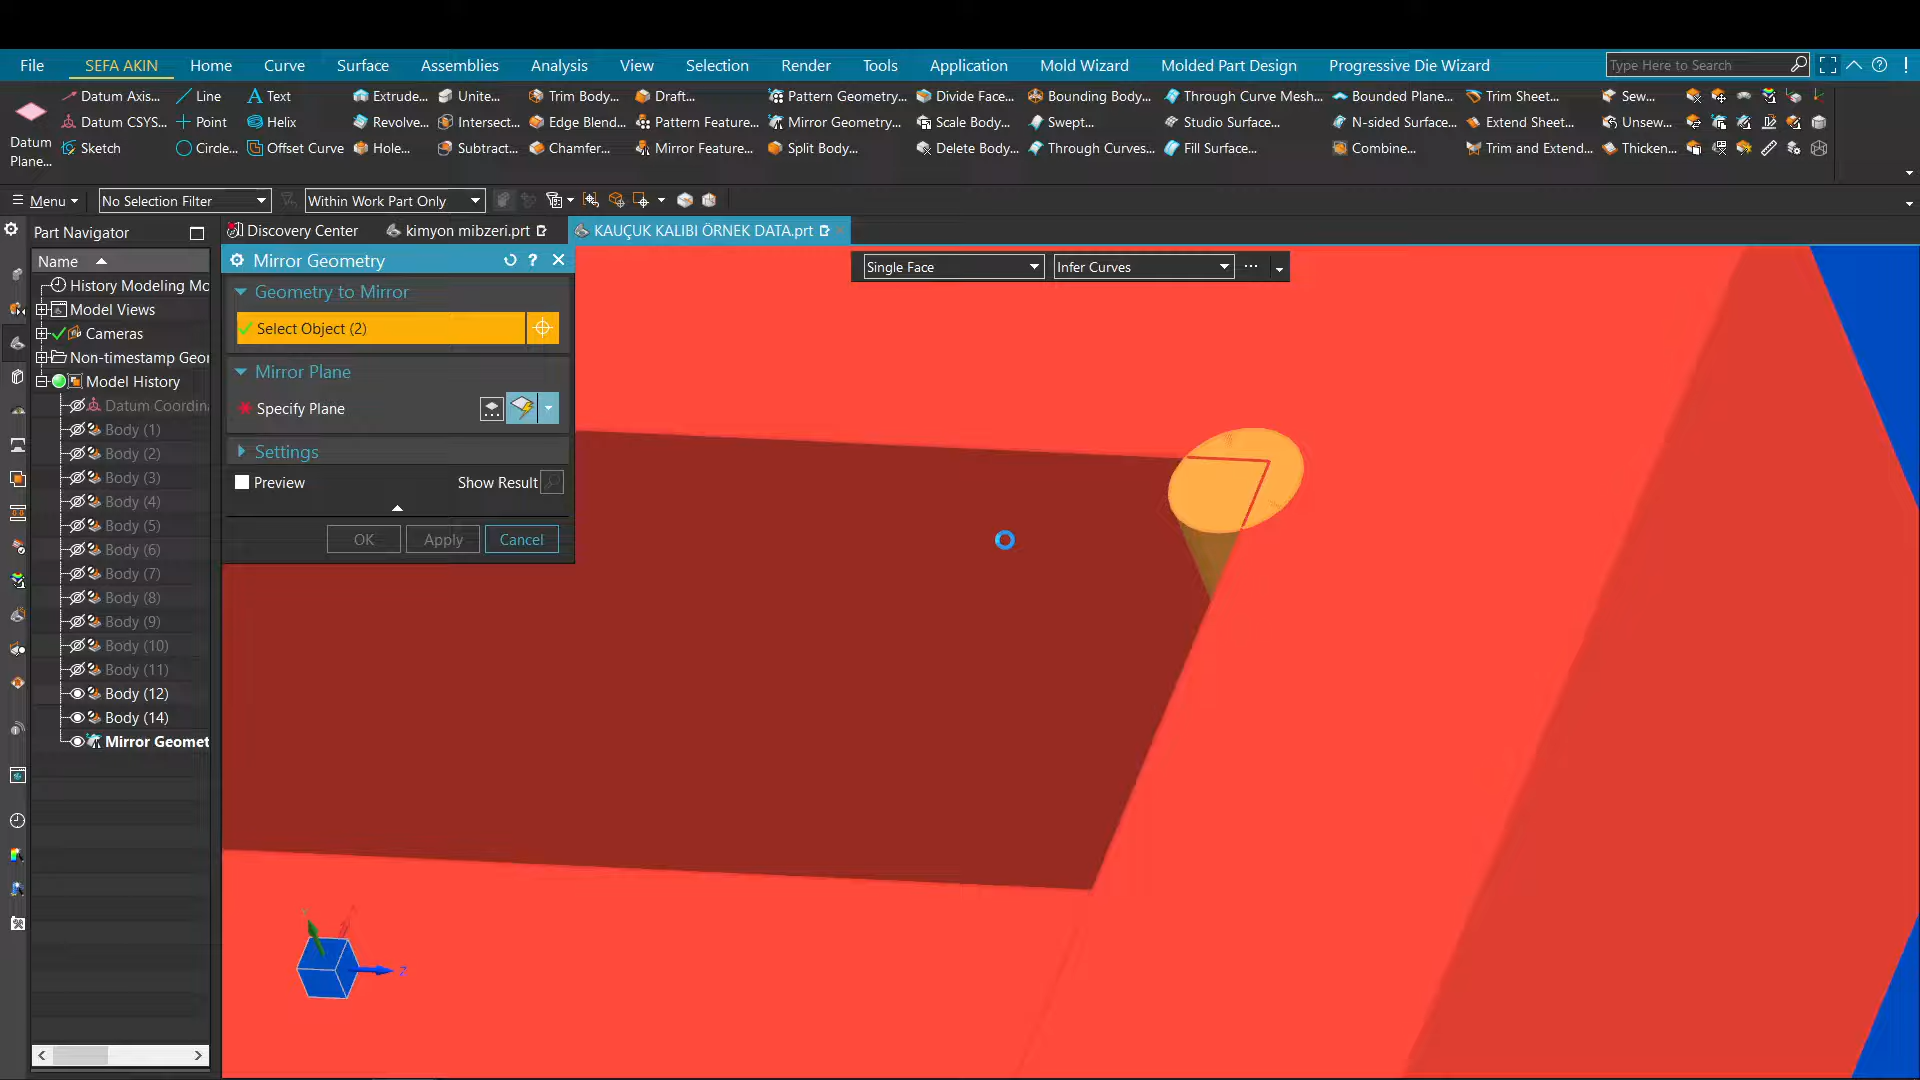 File SEFA AKIN Home Curve Surface Assemblies Analysis View Selection Render Tools Application Mold Wizard Molded Part Design Progressive Die Wizard Type Here to Search
Datum Axis... Line Text Extrude... Unite... Trim Body... Draft... Pattern Geometry... Divide Face... Bounding Body... Through Curve Mesh... Bounded Plane... Trim Sheet... Sew...
Datum CSYS... Point Helix Revolve... Intersect... Edge Blend... Pattern Feature... Mirror Geometry... Scale Body... Swept... Studio Surface... N-sided Surface... Extend Sheet... Unsew...
Datum Plane... Sketch Circle... Offset Curve Hole... Subtract... Chamfer... Mirror Feature... Split Body... Delete Body... Through Curves... Fill Surface... Combine... Trim and Extend... Thicken...
Menu No Selection Filter Within Work Part Only
Part Navigator Discovery Center kimyon mibzeri.prt KAUÇUK KALIBI ÖRNEK DATA.prt
Mirror Geometry ?
Single Face Infer Curves ...
Geometry to Mirror
Select Object (2)
Mirror Plane
Specify Plane
Settings
Preview Show Result
OK Apply Cancel
Name
History Modeling Mo
Model Views
Cameras
Non-timestamp Geor
Model History
Datum Coordin
Body (1)
Body (2)
Body (3)
Body (4)
Body (5)
Body (6)
Body (7)
Body (8)
Body (9)
Body (10)
Body (11)
Body (12)
Body (14)
Mirror Geomet
Z